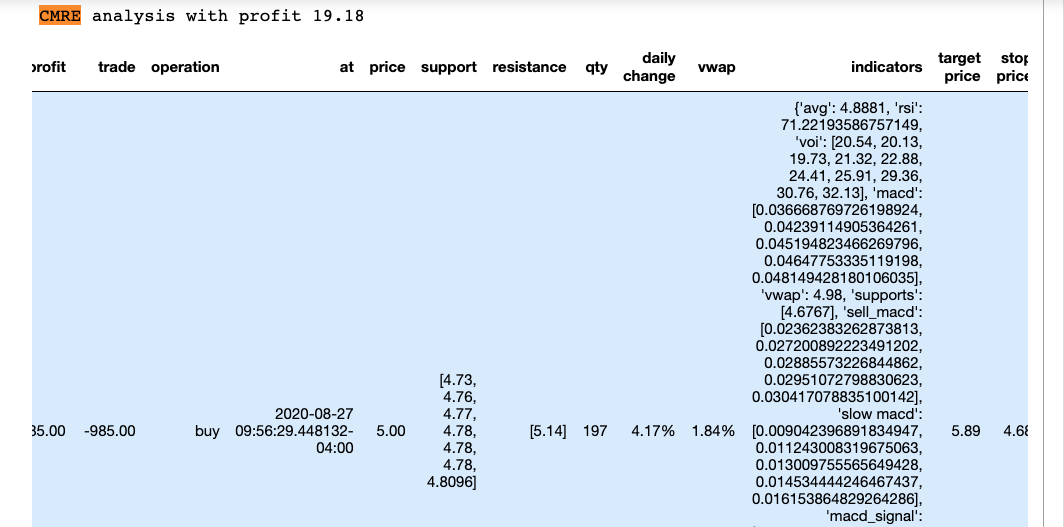 CMRE analysis with profit 19.18
profit trade operation at price support resistance qty daily change vwap indicators target price stop price
{'avg': 4.8881, 'rsi':
71.22193586757149,
'voi': [20.54, 20.13,
19.73, 21.32, 22.88,
24.41, 25.91, 29.36,
30.76, 32.13], 'macd':
[0.036668769726198924,
0.04239114905364261,
0.045194823466269796,
0.04647753335119198,
0.048149428180106035],
'vwap': 4.98, 'supports':
[4.6767], 'sell_macd':
[0.02362383262873813,
0.027200892223491202,
0.02885573226844862,
0.02951072798830623,
0.030417078835100142],
'slow macd':
[0.009042396891834947,
0.011243008319675063,
0.013009755565649428,
0.014534444246467437,
0.016153864829264286],
'macd_signal':
[4.73,
4.76,
4.77,
4.78,
4.78,
4.78,
4.8096]
2020-08-27
35.00 -985.00 buy 09:56:29.448132- 5.00 [5.14] 197 4.17% 1.84% 5.89 4.68
04:00